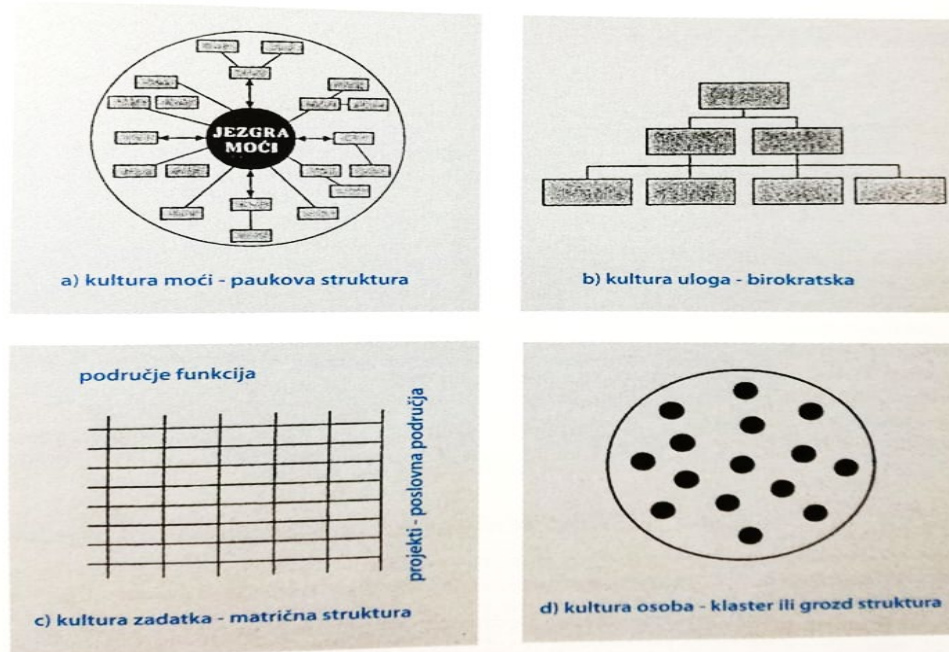 JEZGRA
MOĆI
a) kultura moći - paukova struktura
b) kultura uloga - birokratska
područje funkcija
projekti - poslovna područja
c) kultura zadatka - matrična struktura
d) kultura osoba - klaster ili grozd struktura